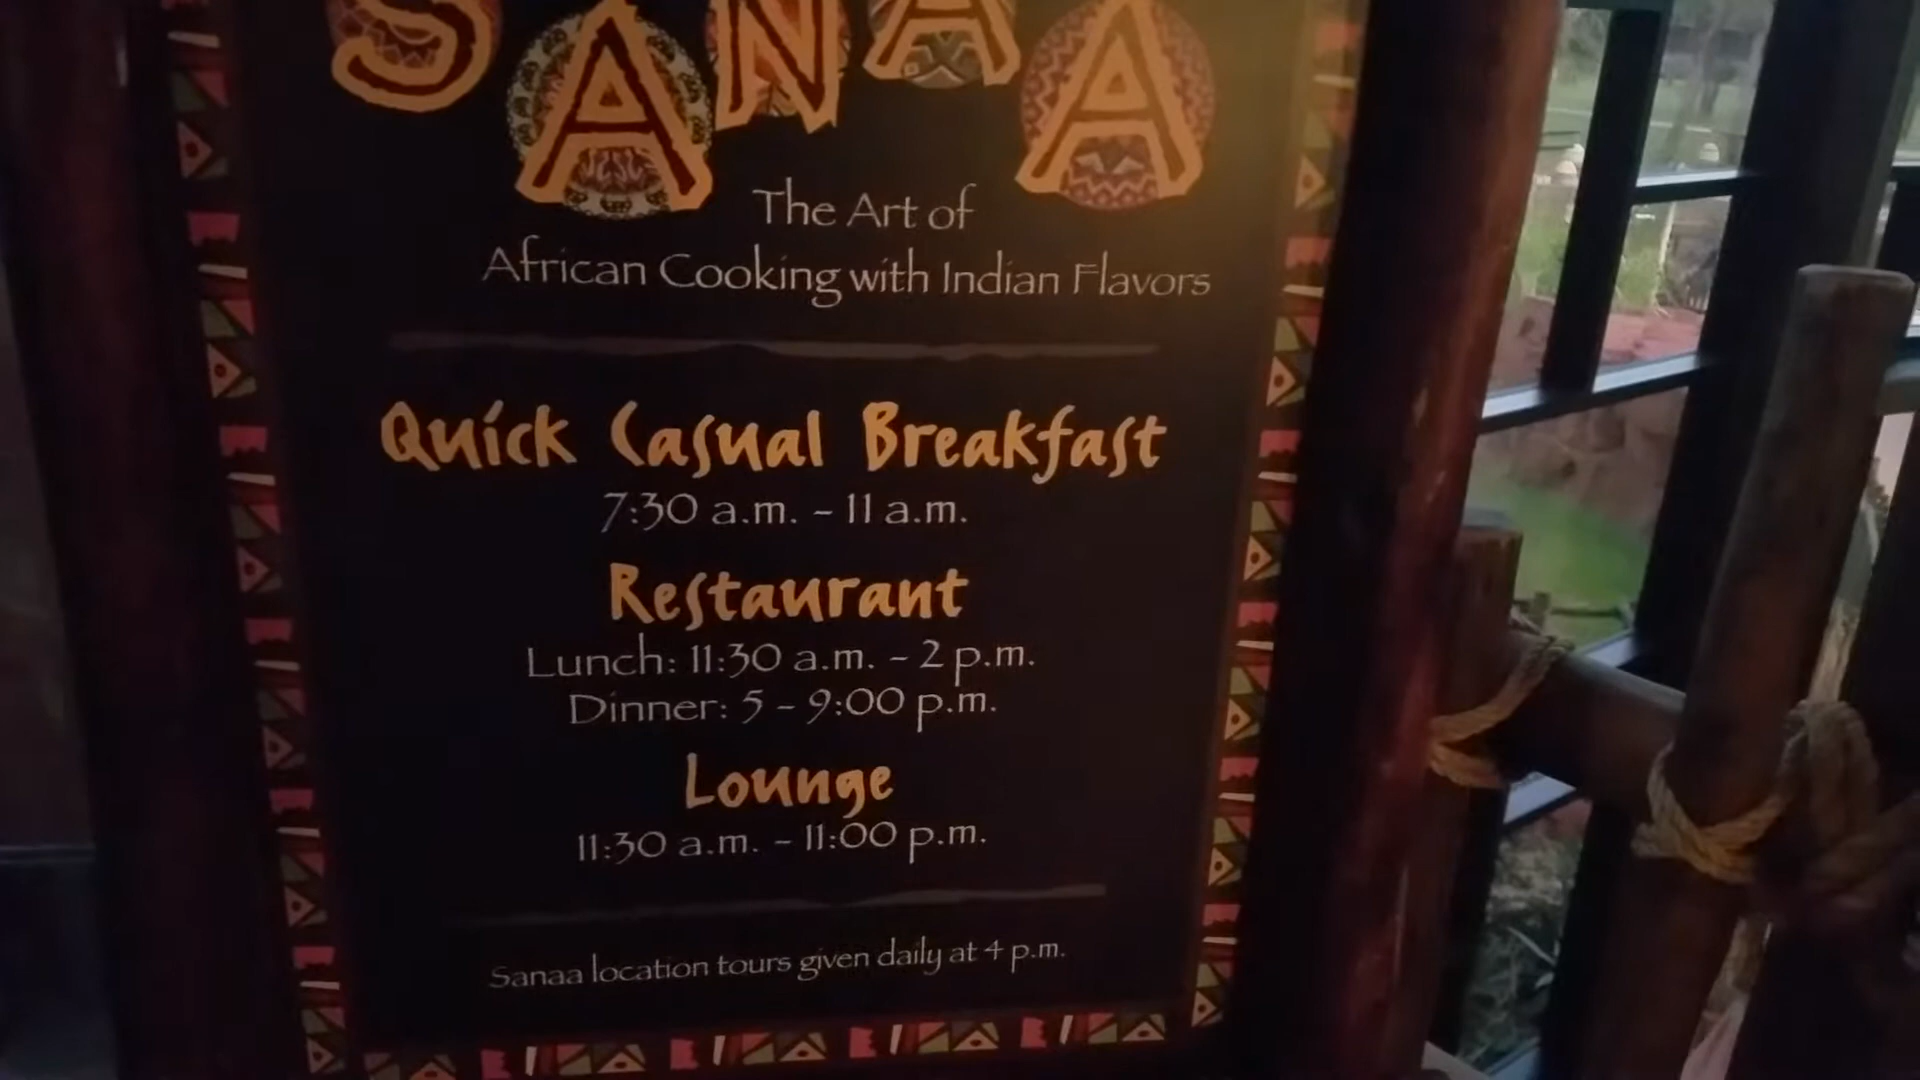 SANAA
The Art of
African Cooking with Indian Flavors
Quick Casual Breakfast
7:30 a.m. - 11 a.m.
Restaurant
Lunch: 11:30 a.m. - 2 p.m.
Dinner: 5 - 9:00 p.m.
Lounge
11:30 a.m. - 11:00 p.m.
Sanaa location tours given daily at 4 p.m.